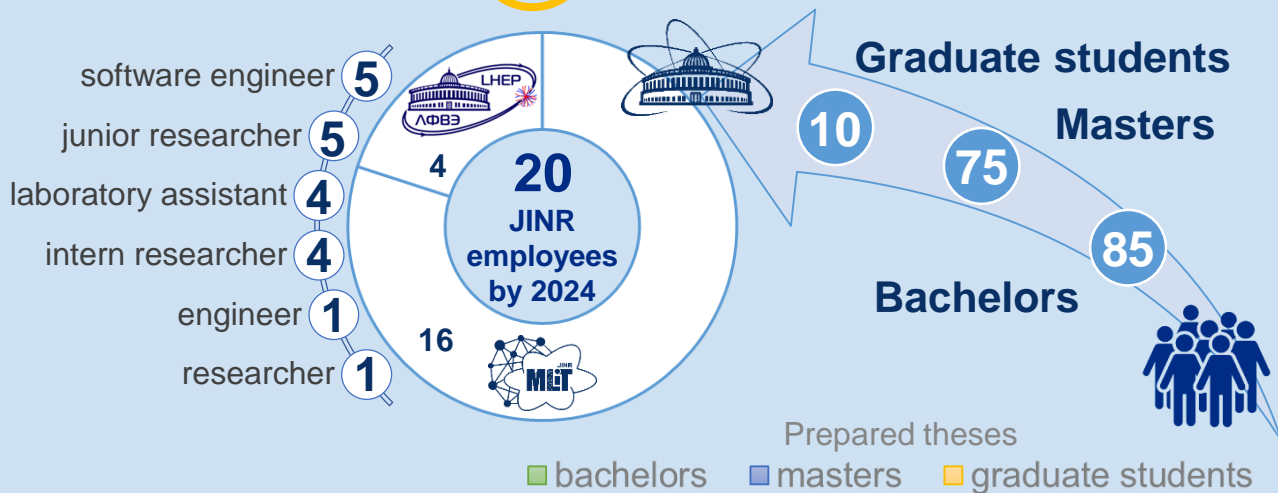 software engineer 5
junior researcher 5
laboratory assistant 4
intern researcher 4
engineer 1
researcher 1
LHEP
ЛФВЭ
4
20
JINR
employees
by 2024
16
JINR
MLIT
Graduate students
Masters
10
75
85
Bachelors
Prepared theses
bachelors masters graduate students